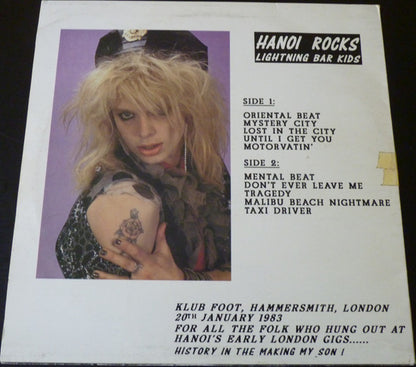 HANOI ROCKS
LIGHTNING BAR KIDS
SIDE 1:
ORIENTAL BEAT
MYSTERY CITY
LOST IN THE CITY
UNTIL I GET YOU
MOTORVATIN'
SIDE 2:
MENTAL BEAT
DON'T EVER LEAVE ME
TRAGEDY
MALIBU BEACH NIGHTMARE
TAXI DRIVER
KLUB FOOT, HAMMERSMITH, LONDON
20TH JANUARY 1983
FOR ALL THE FOLK WHO HUNG OUT AT
HANOI'S EARLY LONDON GIGS......
HISTORY IN THE MAKING MY SON !